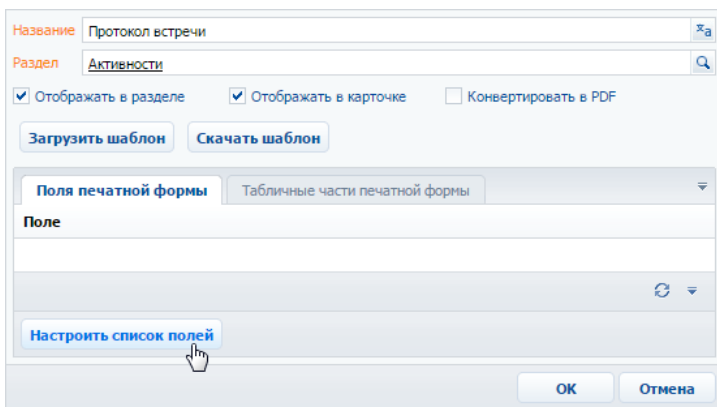 Название Протокол встречи
Раздел Активности
Отображать в разделе Отображать в карточке Конвертировать в PDF
Загрузить шаблон Скачать шаблон
Поля печатной формы Табличные части печатной формы
Поле
Настроить список полей
ОК Отмена